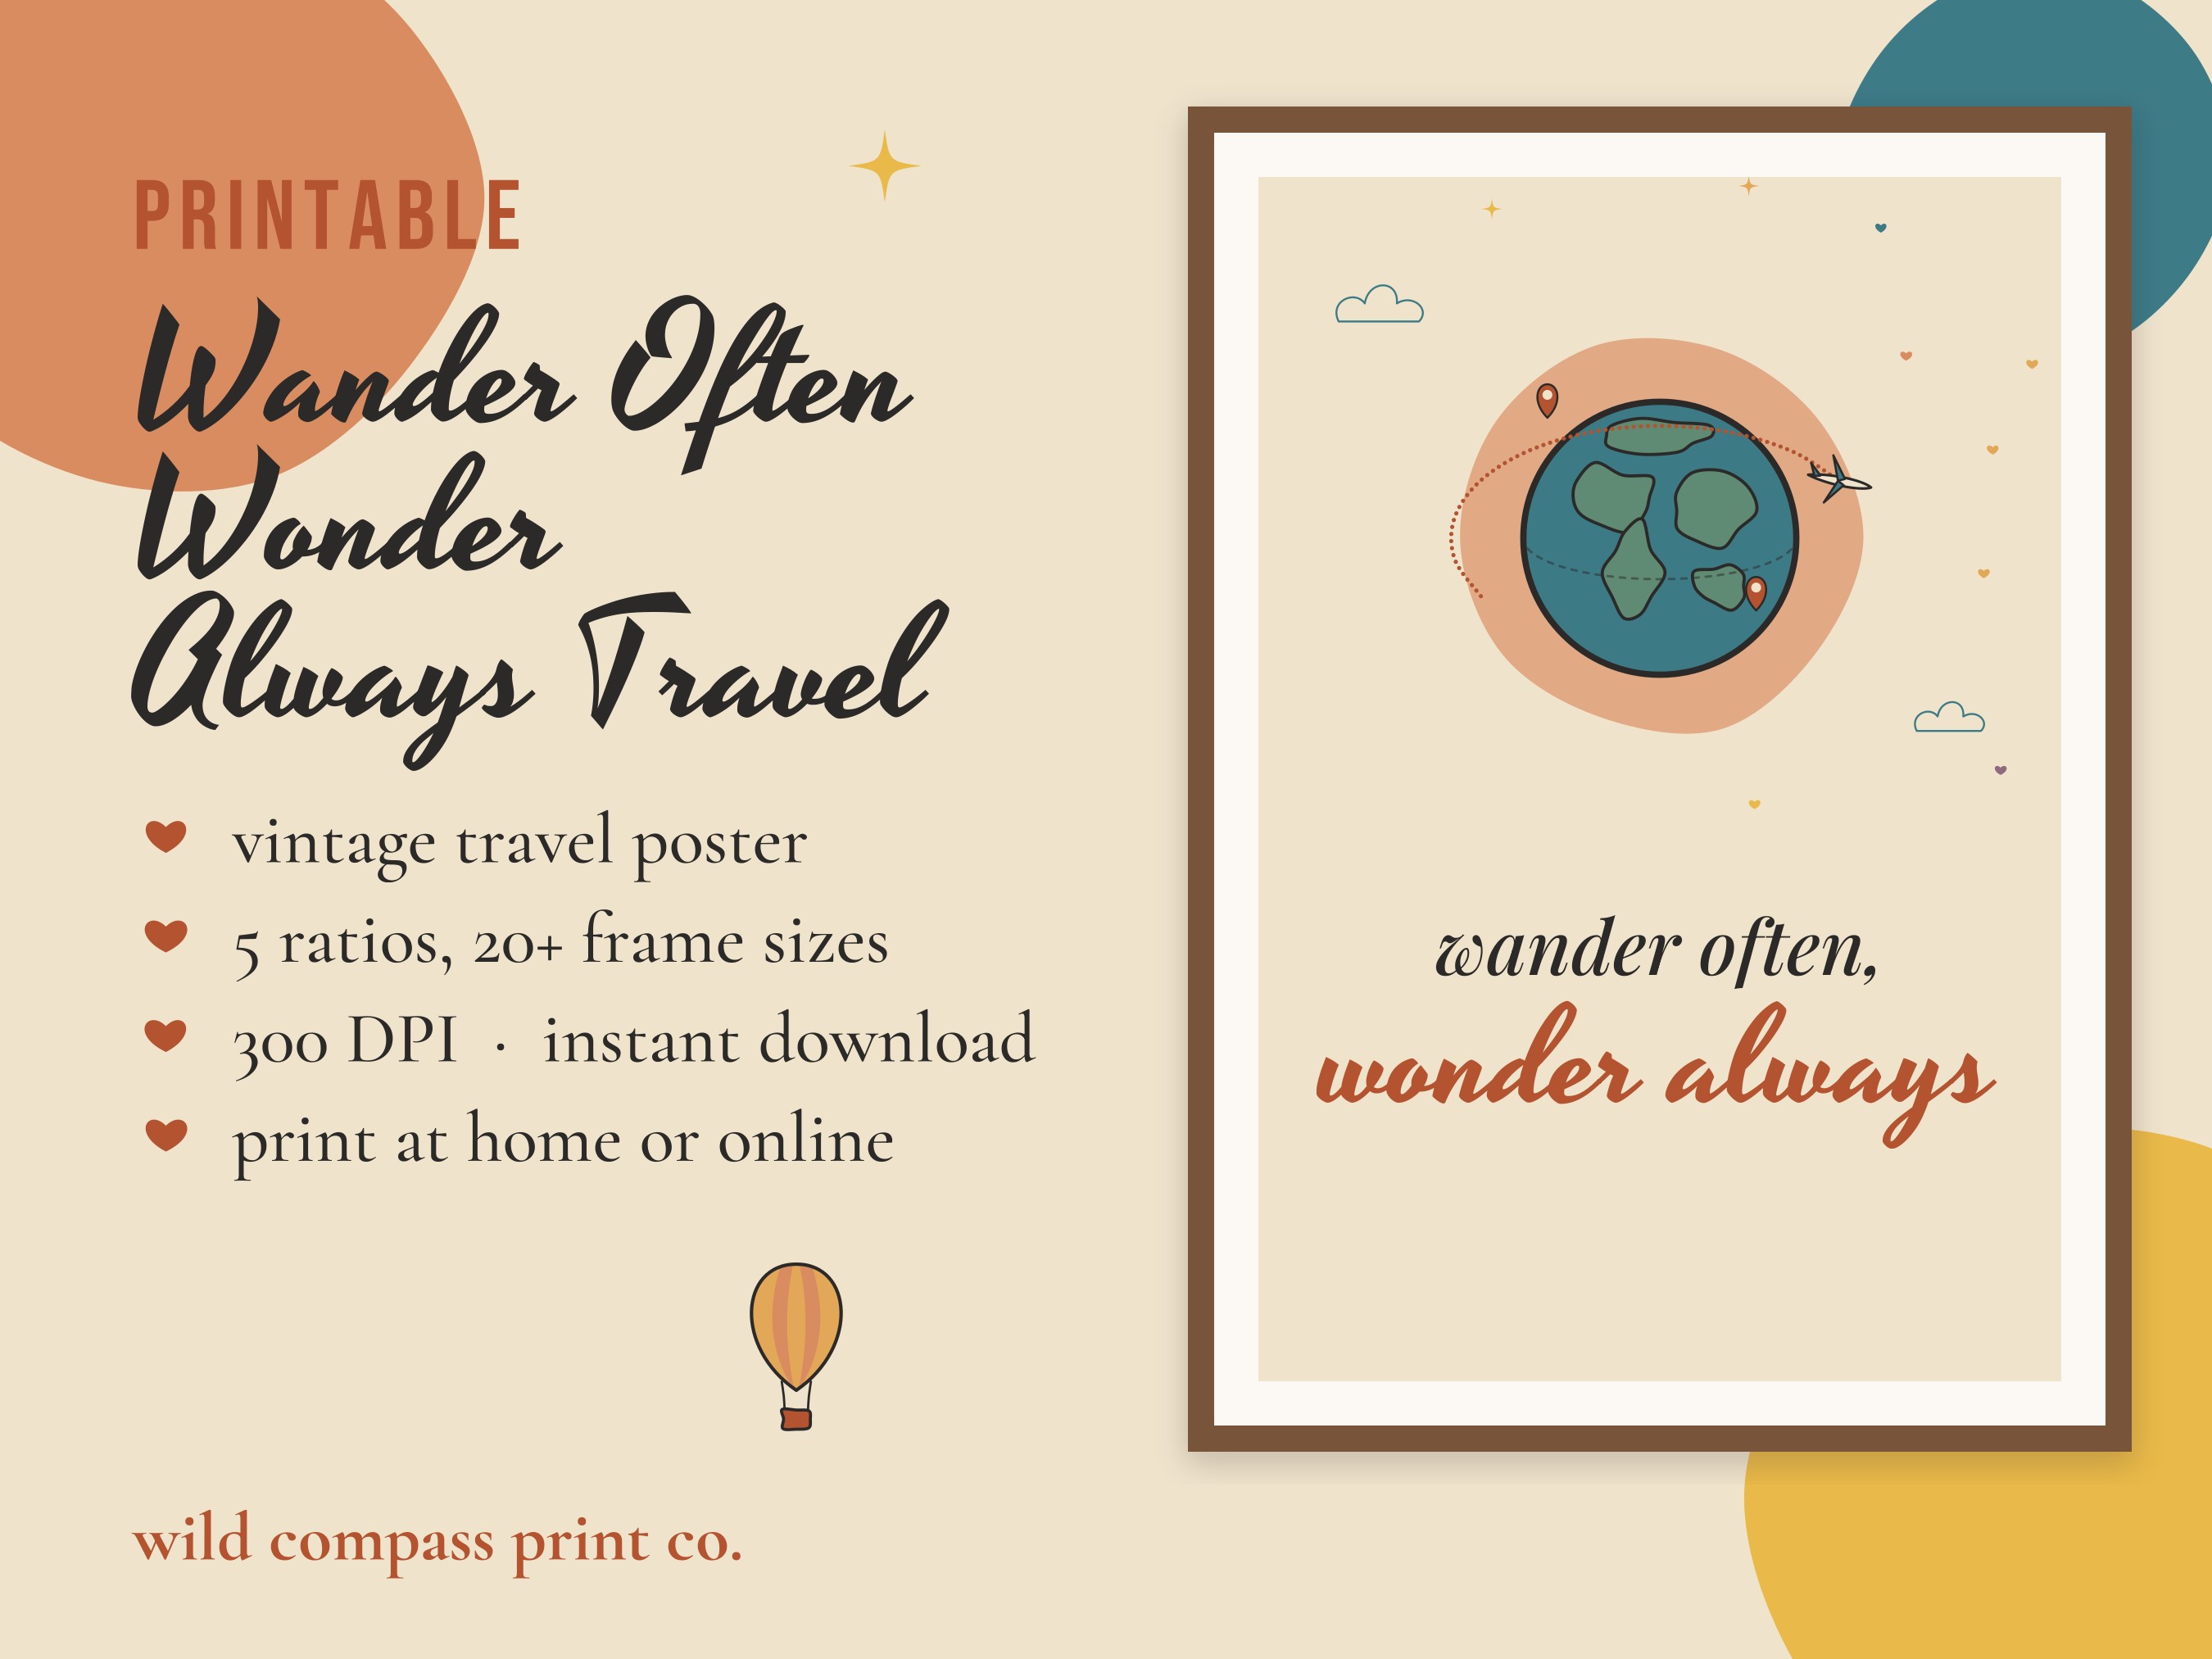 PRINTABLE
Wander Often
Wonder
Always Travel
vintage travel poster
5 ratios, 20+ frame sizes
300 DPI · instant download
print at home or online
wild compass print co.
wander often,
wonder always